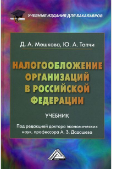 УЧЕБНЫЕ ИЗДАНИЯ ДЛЯ БАКАЛАВРОВ
Д. А. Мешкова, Ю. А. Топчи
НАЛОГООБЛОЖЕНИЕ
ОРГАНИЗАЦИЙ
В РОССИЙСКОЙ
ФЕДЕРАЦИИ
УЧЕБНИК
Под редакцией доктора экономических
наук, профессора А. З. Дадашева